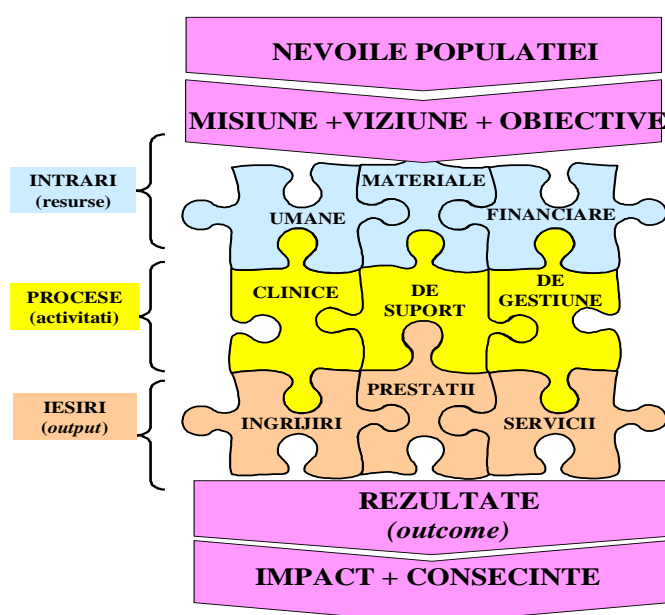 NEVOILE POPULATIEI
MISIUNE +VIZIUNE + OBIECTIVE
INTRARI
(resurse)
UMANE
MATERIALE
FINANCIARE
PROCESE
(activitati)
CLINICE
DE
SUPORT
DE
GESTIUNE
IESIRI
(output)
INGRIJIRI
PRESTATII
SERVICII
REZULTATE
(outcome)
IMPACT + CONSECINTE